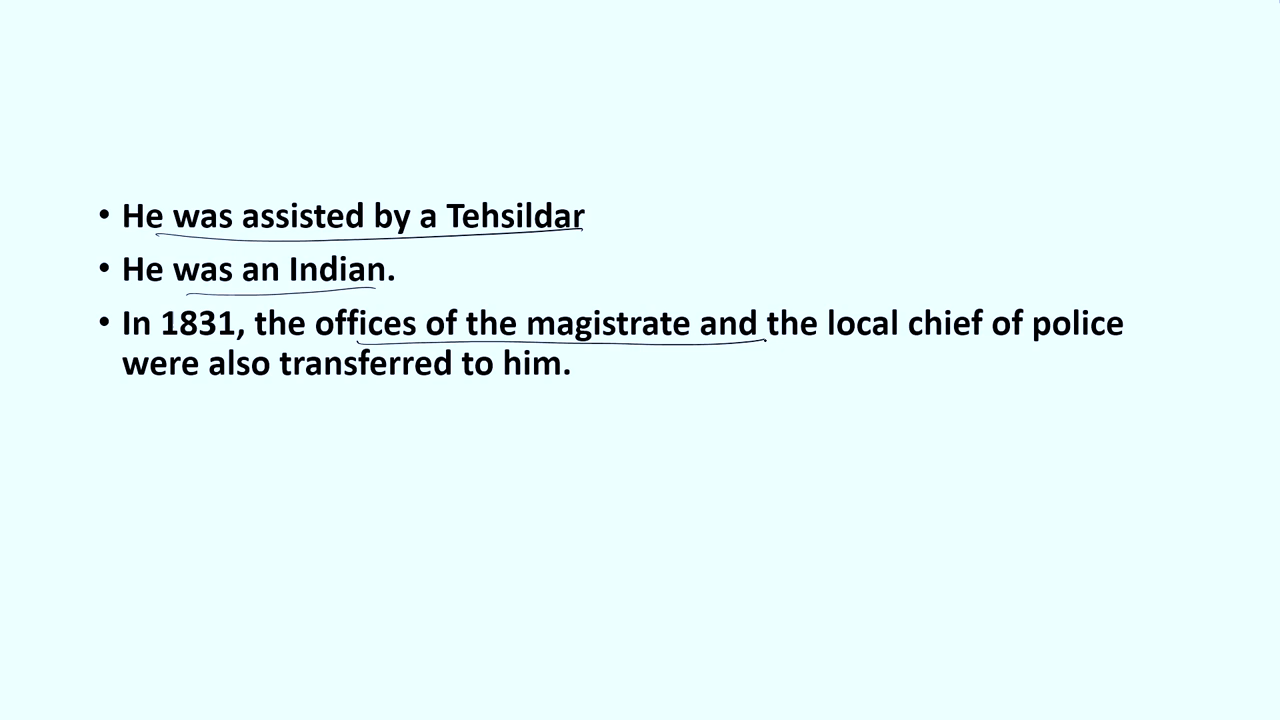 • He was assisted by a Tehsildar
• He was an Indian.
• In 1831, the offices of the magistrate and the local chief of police
were also transferred to him.